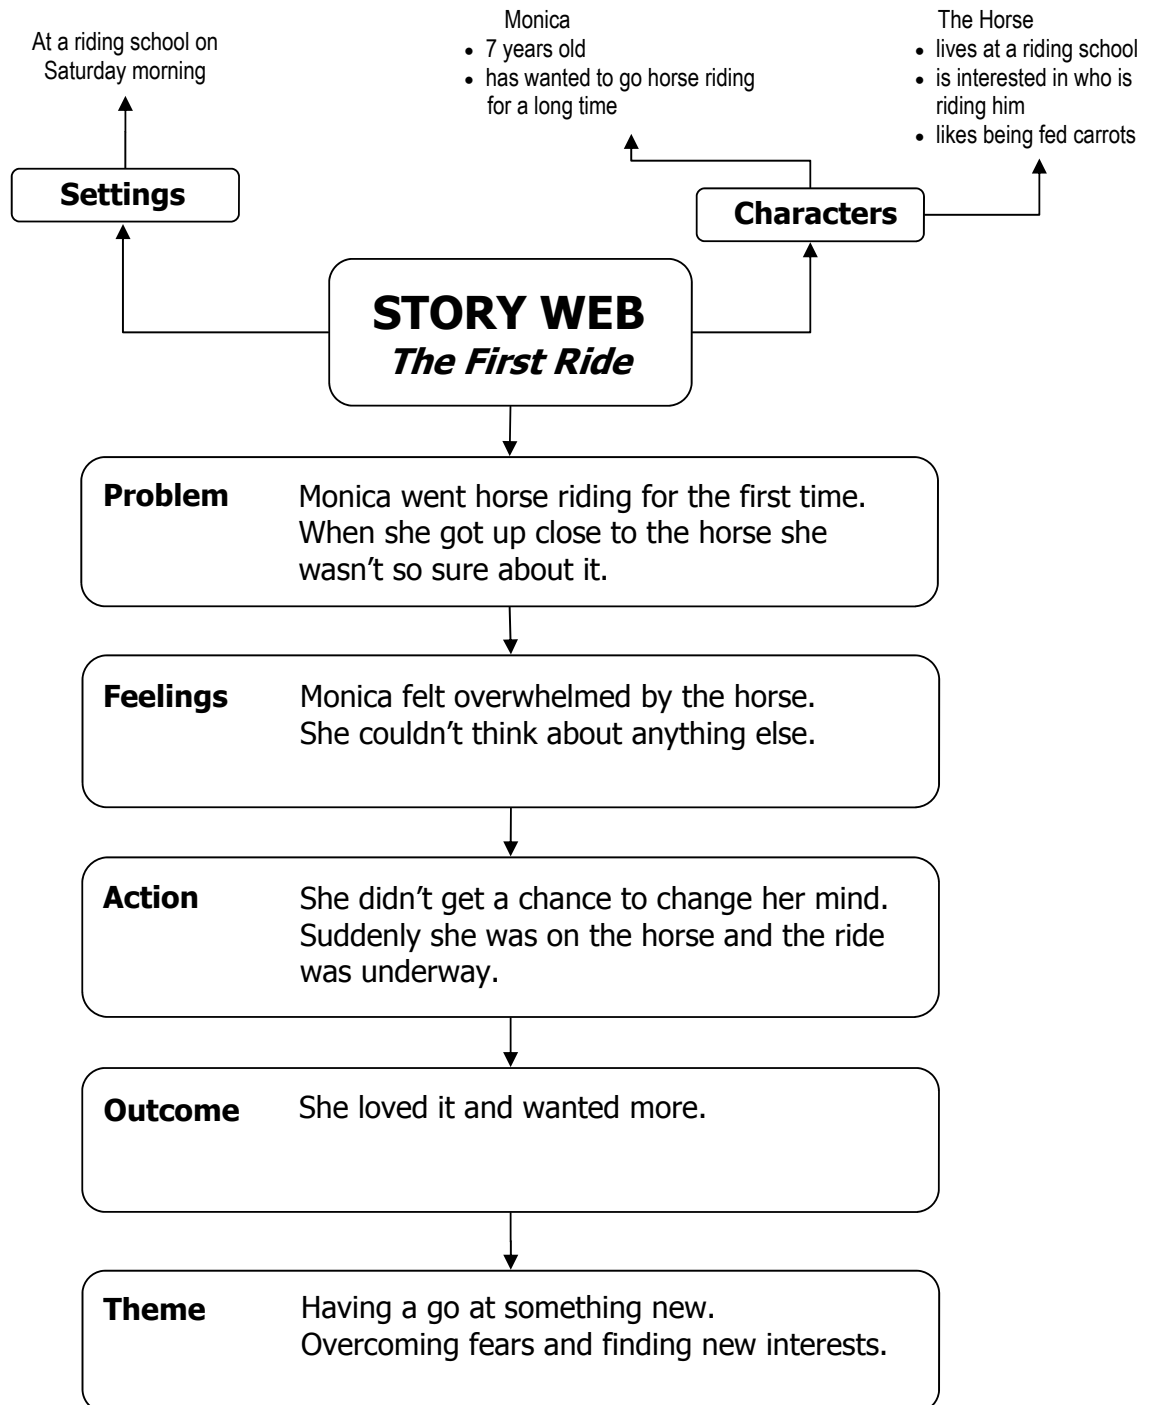 At a riding school on
Saturday morning
Monica
• 7 years old
• has wanted to go horse riding
for a long time
The Horse
• lives at a riding school
• is interested in who is
riding him
• likes being fed carrots
Settings
Characters
STORY WEB
The First Ride
Problem
Monica went horse riding for the first time.
When she got up close to the horse she
wasn't so sure about it.
Feelings
Monica felt overwhelmed by the horse.
She couldn't think about anything else.
Action
She didn't get a chance to change her mind.
Suddenly she was on the horse and the ride
was underway.
Outcome
She loved it and wanted more.
Theme
Having a go at something new.
Overcoming fears and finding new interests.